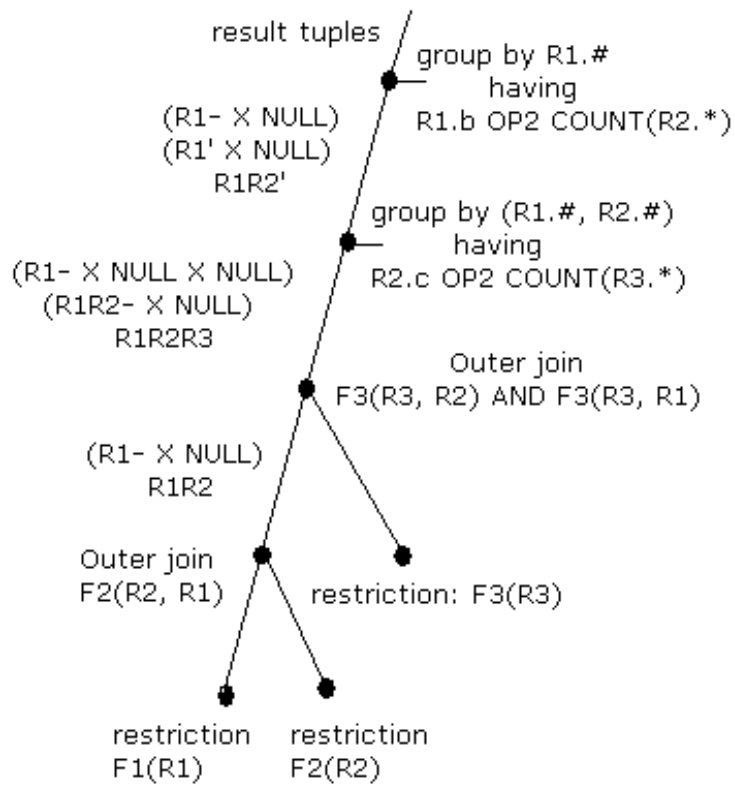 result tuples
group by R1.#
having
R1.b OP2 COUNT(R2.*)
(R1- X NULL)
(R1' X NULL)
R1R2'
group by (R1.#, R2.#)
having
R2.c OP2 COUNT(R3.*)
(R1- X NULL X NULL)
(R1R2- X NULL)
R1R2R3
Outer join
F3(R3, R2) AND F3(R3, R1)
(R1- X NULL)
R1R2
Outer join
F2(R2, R1)
restriction: F3(R3)
restriction
F1(R1)
restriction
F2(R2)